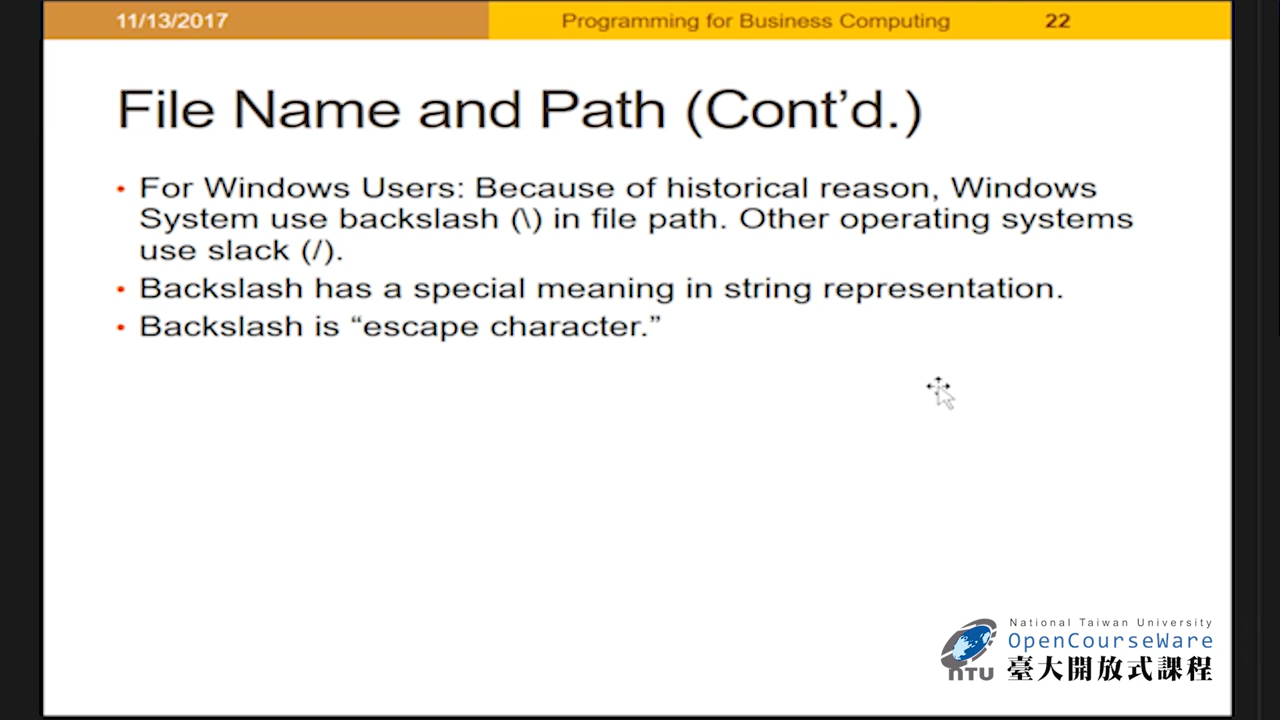 11/13/2017
Programming for Business Computing
22
File Name and Path (Cont’d.)
• For Windows Users: Because of historical reason, Windows
System use backslash (\) in file path. Other operating systems
use slack (/).
• Backslash has a special meaning in string representation.
• Backslash is “escape character.”
National Taiwan University
OpenCourseWare
臺大開放式課程
NTU